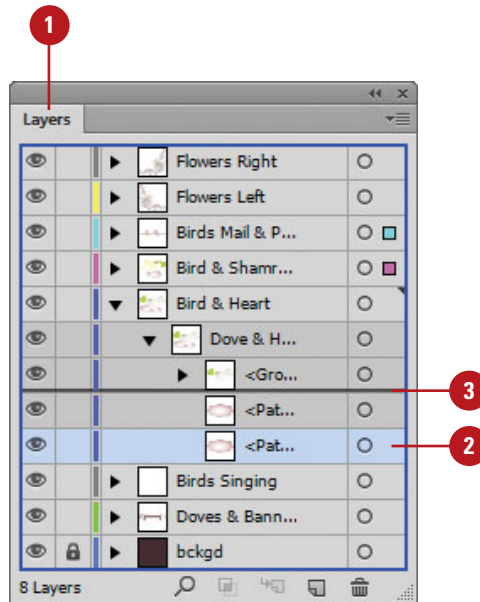 1
Layers
Flowers Right
Flowers Left
Birds Mail & P...
Bird & Shamr...
Bird & Heart
Dove & H...
<Gro...
3
<Pat...
<Pat...
2
Birds Singing
Doves & Bann...
bckgd
8 Layers